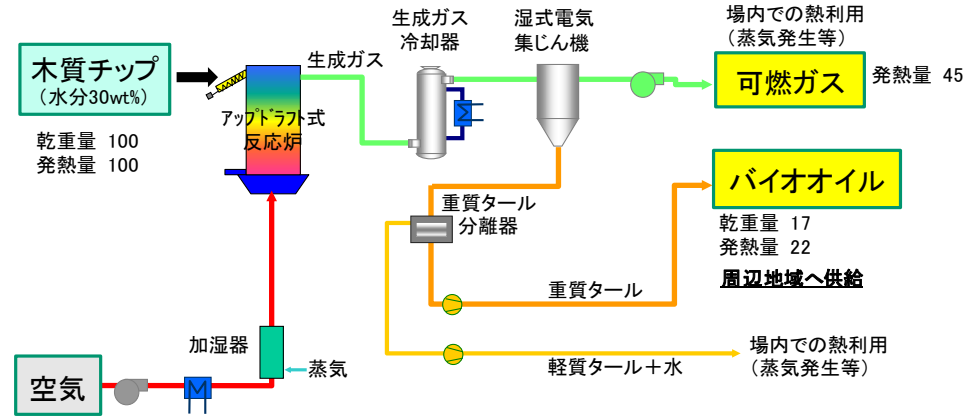 木質チップ
（水分30wt%）
乾重量 100
発熱量 100
アップドラフト式
反応炉
生成ガス
生成ガス
冷却器
湿式電気
集じん機
場内での熱利用
（蒸気発生等）
可燃ガス
発熱量 45
バイオオイル
乾重量 17
発熱量 22
周辺地域へ供給
重質タール
分離器
重質タール
軽質タール＋水
場内での熱利用
（蒸気発生等）
加湿器
蒸気
空気